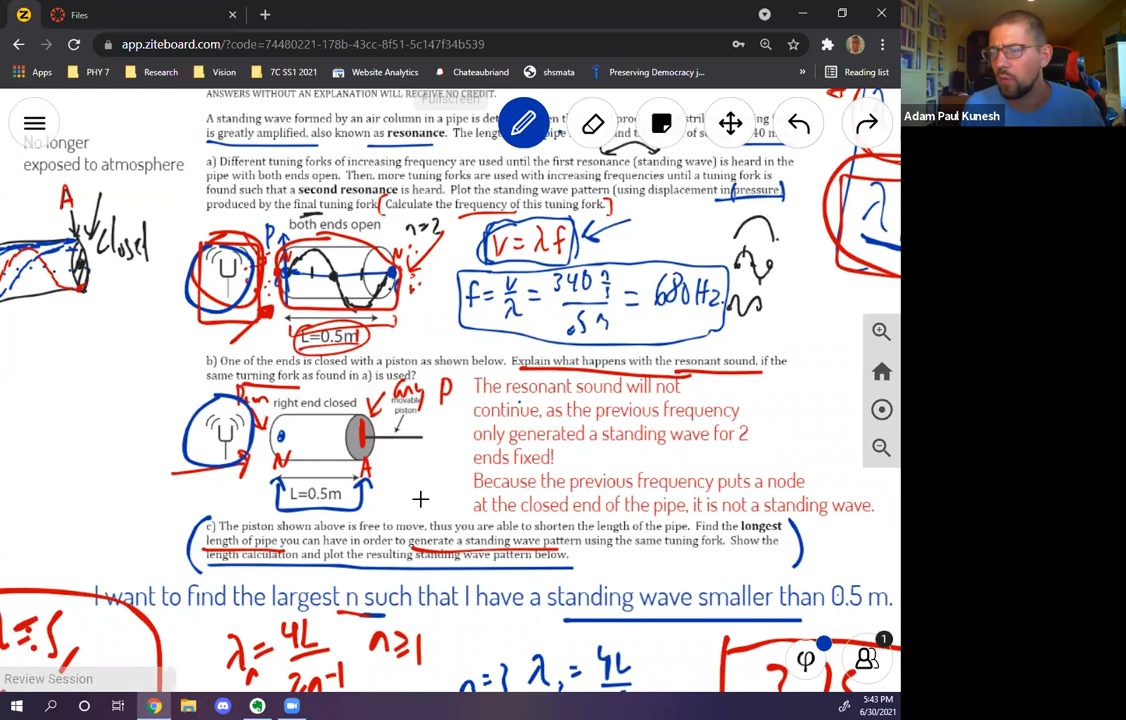 Files
app.ziteboard.com/?code=74480221-178b-43cc-8f51-5c147f34b539
Apps PHY 7 Research Vision 7C SS1 2021 Website Analytics Chateaubriand shsmata Preserving Democracy j... Reading list
Adam Paul Kunesh
Fullscreen
ANSWERS WITHOUT AN EXPLANATION WILL RECEIVE NO CREDIT.
A standing wave formed by an air column in a pipe is
is greatly amplified, also known as resonance. The
No longer
exposed to atmosphere
a) Different tuning forks of increasing frequency are used until the first resonance (standing wave) is heard in the
pipe with both ends open. Then, more tuning forks are used with increasing frequencies until a tuning fork is
found such that a second resonance is heard. Plot the standing wave pattern (using displacement in pressure)
produced by the final tuning fork. Calculate the frequency of this tuning fork.
A
closed
both ends open
P
n=2
N
N
v = λf
f = v/λ = 340 m/s / .5 m = 680 Hz.
λ
L=0.5m
b) One of the ends is closed with a piston as shown below. Explain what happens with the resonant sound, if the
same turning fork as found in a) is used?
any P
right end closed
movable
piston
The resonant sound will not
continue, as the previous frequency
only generated a standing wave for 2
ends fixed!
Because the previous frequency puts a node
at the closed end of the pipe, it is not a standing wave.
N
A
L=0.5m
c) The piston shown above is free to move, thus you are able to shorten the length of the pipe. Find the longest
length of pipe you can have in order to generate a standing wave pattern using the same tuning fork. Show the
length calculation and plot the resulting standing wave pattern below.
I want to find the largest n such that I have a standing wave smaller than 0.5 m.
λn = 4L/2n-1 n≥1
4L
φ
1
Review Session
5:43 PM
6/30/2021